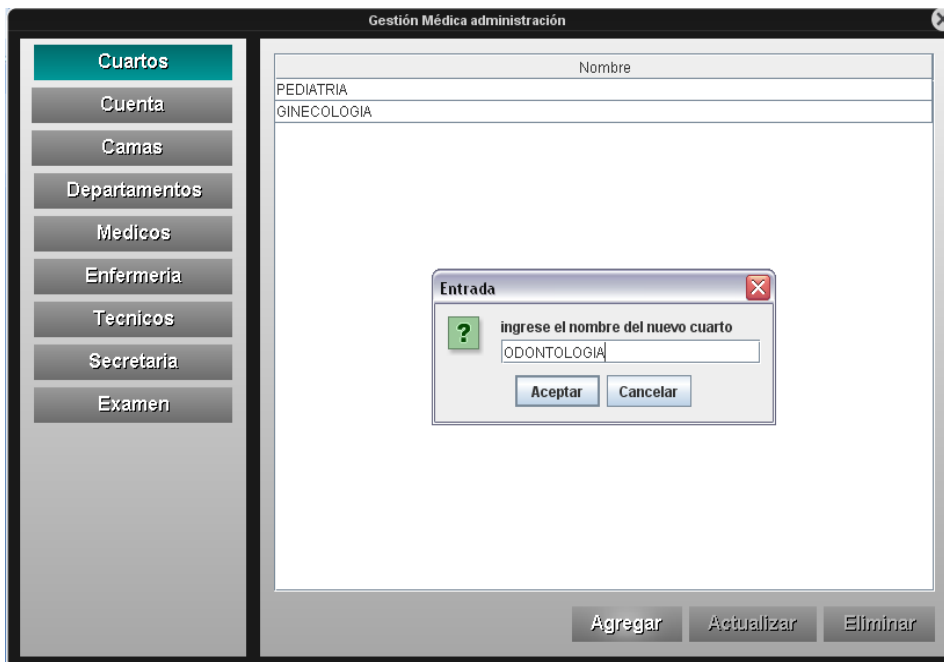 Gestión Médica administración
Cuartos
Cuenta
Camas
Departamentos
Medicos
Enfermeria
Tecnicos
Secretaria
Examen
Nombre
PEDIATRIA
GINECOLOGIA
Entrada
?
ingrese el nombre del nuevo cuarto
ODONTOLOGIA
Aceptar Cancelar
Agregar Actualizar Eliminar